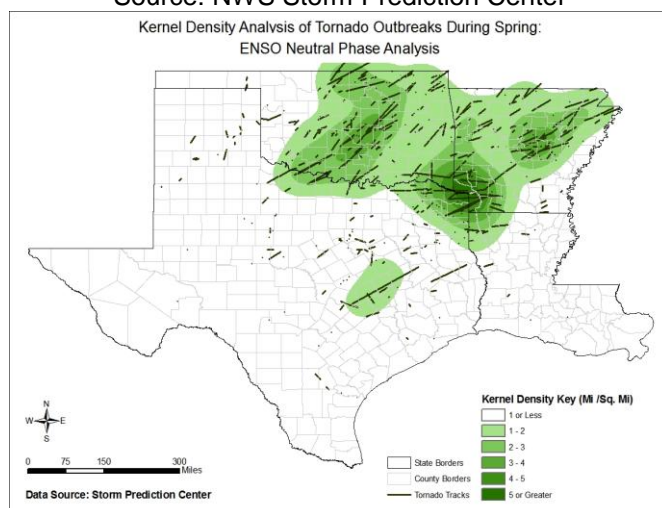 Source: NWS Storm Prediction Center
Kernel Density Analysis of Tornado Outbreaks During Spring:
ENSO Neutral Phase Analysis
Kernel Density Key (Mi /Sq. Mi)
1 or Less
1 - 2
2 - 3
3 - 4
4 - 5
5 or Greater
State Borders
County Borders
Tornado Tracks
N
W E
S
0 75 150 300
Miles
Data Source: Storm Prediction Center